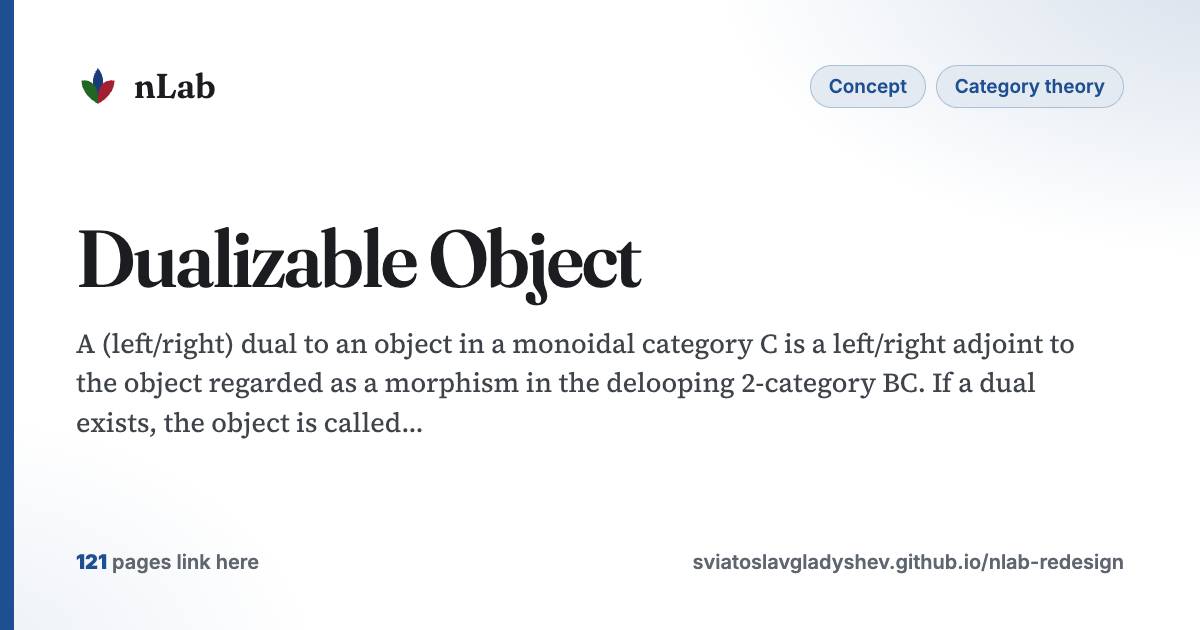 nLab
Concept
Category theory
Dualizable Object
A (left/right) dual to an object in a monoidal category C is a left/right adjoint to
the object regarded as a morphism in the delooping 2-category BC. If a dual
exists, the object is called...
121 pages link here
sviatoslavgladyshev.github.io/nlab-redesign